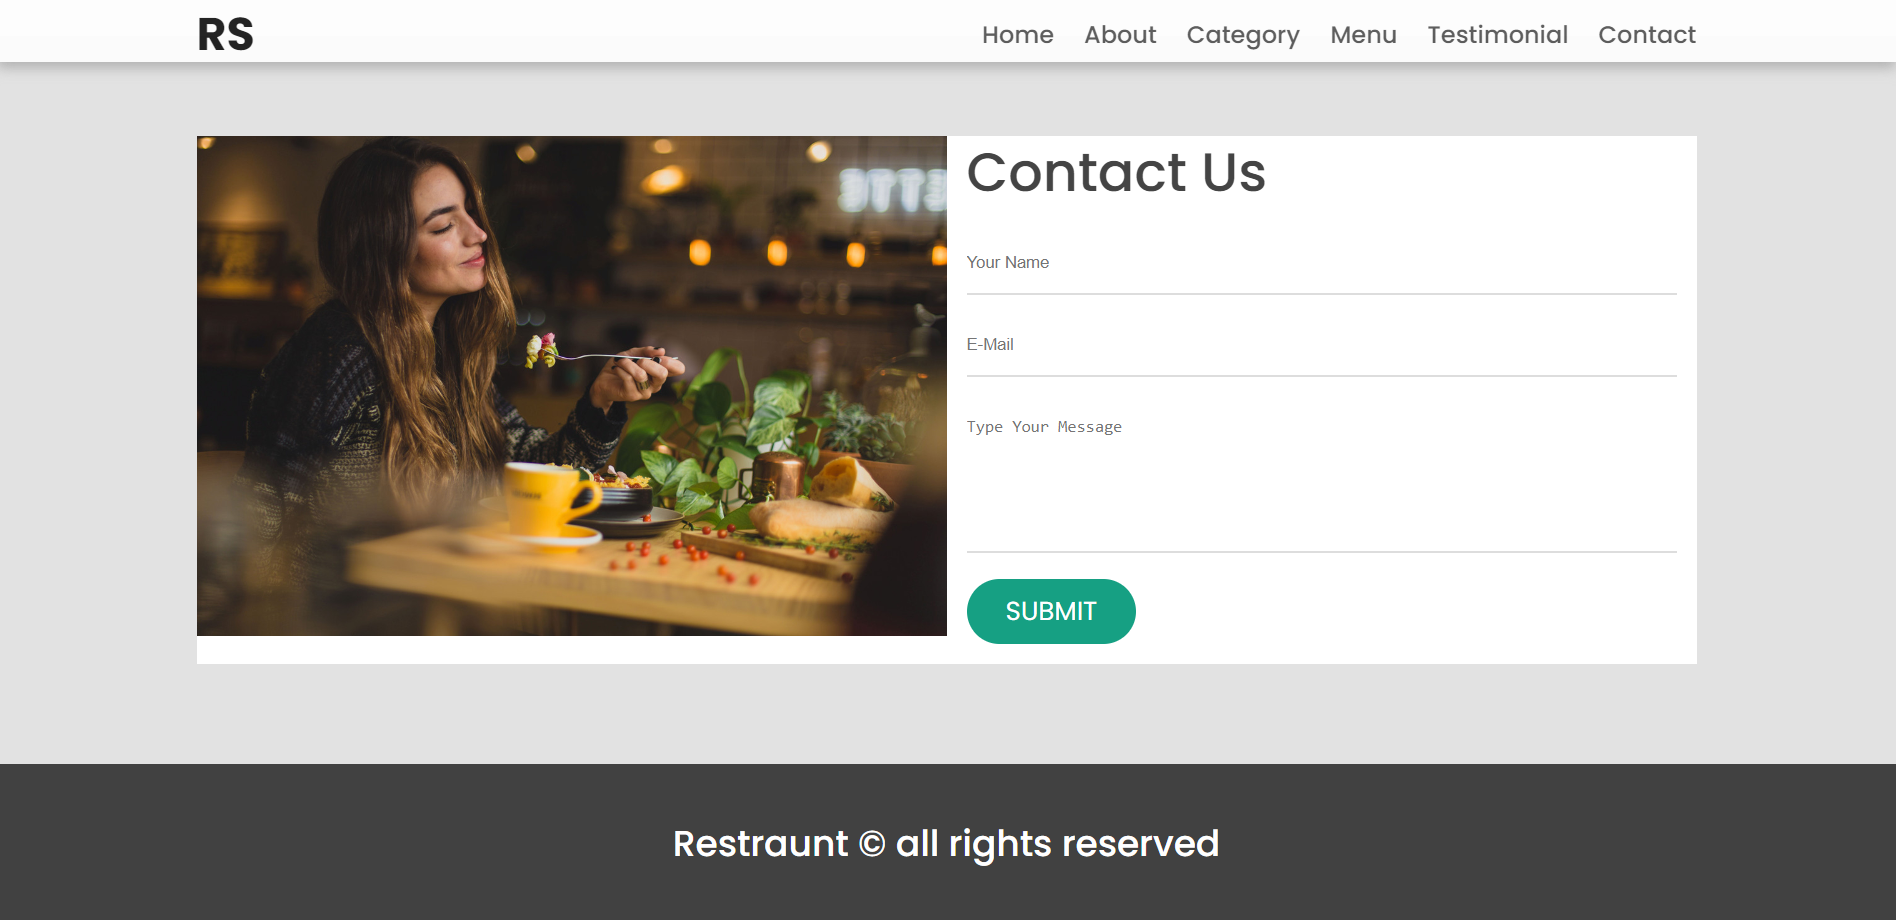 RS
Home About Category Menu Testimonial Contact
Contact Us
Your Name
E-Mail
Type Your Message
SUBMIT
Restraunt © all rights reserved